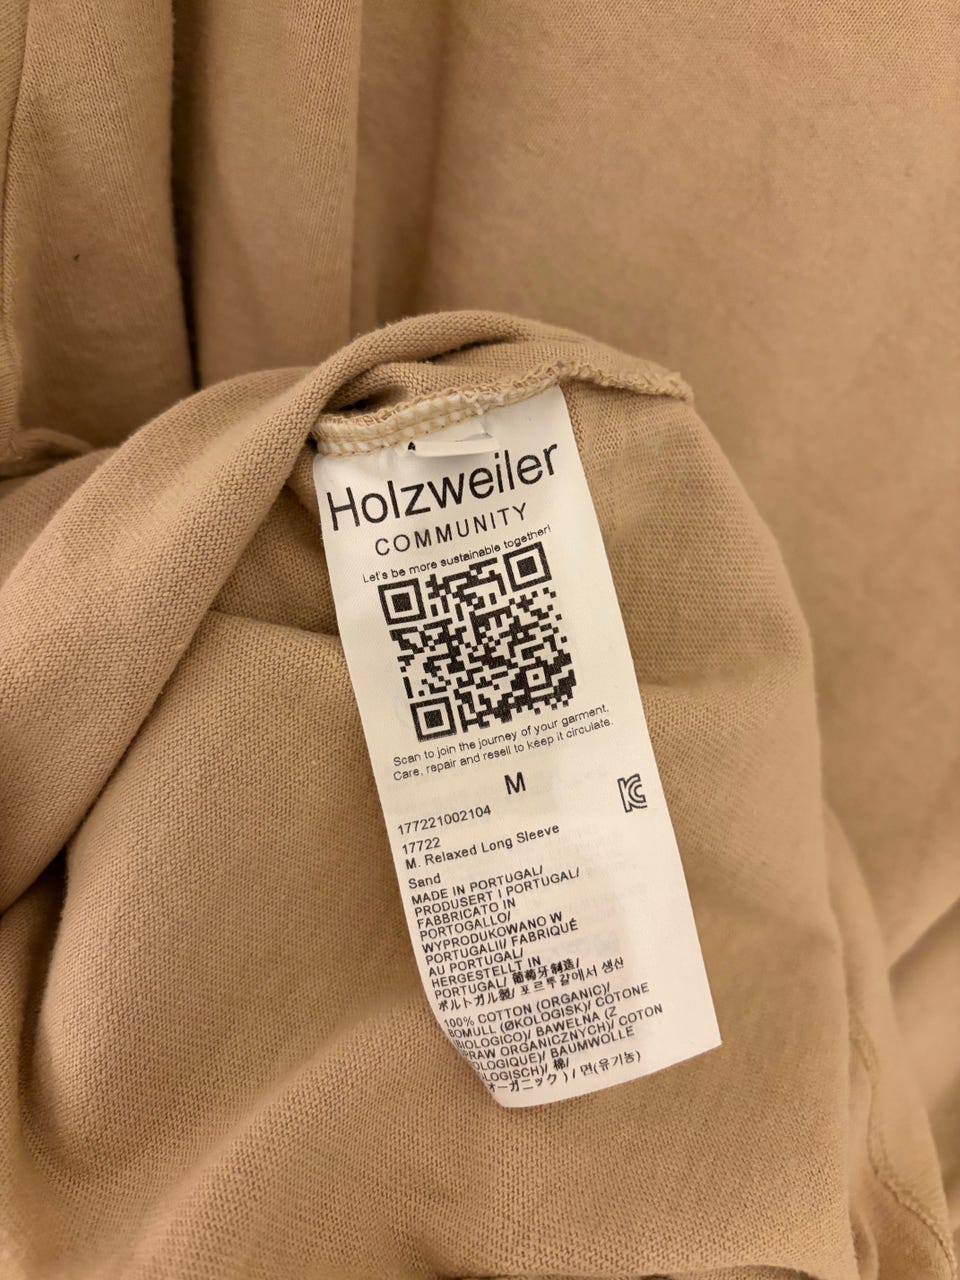 Holzweiler
COMMUNITY
Let's be more sustainable together!
Scan to join the journey of your garment.
Care, repair and resell to keep it circulate.
M
177221002104
17722
M. Relaxed Long Sleeve
Sand
MADE IN PORTUGAL/
PRODUSERT I PORTUGAL/
FABBRICATO IN
PORTOGALLO/
WYPRODUKOWANO W
PORTUGALII/ FABRIQUÉ
AU PORTUGAL/
HERGESTELLT IN
PORTUGAL/ 葡萄牙制造/
ポルトガル製/ 포르투갈에서 생산
100% COTTON (ORGANIC)/
BOMULL (ØKOLOGISK)/ COTONE
(BIOLOGICO)/ BAWEŁNA (Z
UPRAW ORGANICZNYCH)/ COTON
OLOGIQUE)/ BAUMWOLLE
OLOGISCH)/ 棉/
オーガニック ) / 면(유기농)